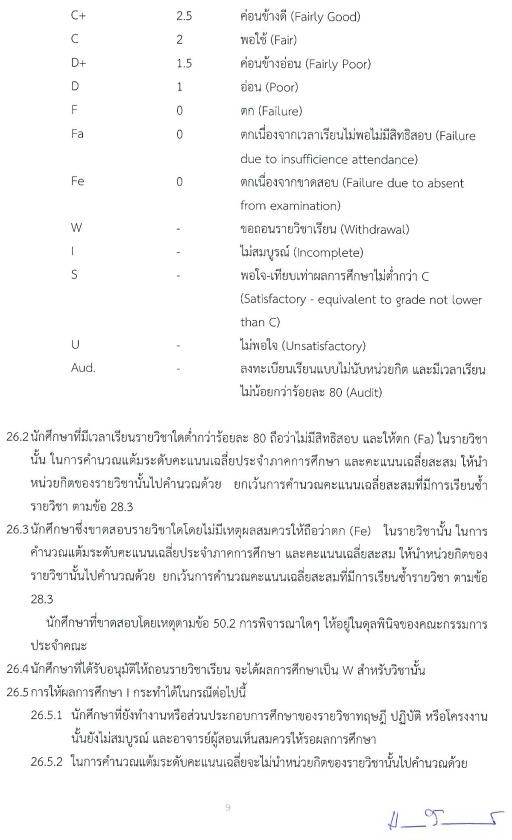 C+ 2.5 ค่อนข้างดี (Fairly Good)
C 2 พอใช้ (Fair)
D+ 1.5 ค่อนข้างอ่อน (Fairly Poor)
D 1 อ่อน (Poor)
F 0 ตก (Failure)
Fa 0 ตกเนื่องจากเวลาเรียนไม่พอไม่มีสิทธิสอบ (Failure
due to insufficience attendance)
Fe 0 ตกเนื่องจากขาดสอบ (Failure due to absent
from examination)
W - ขอถอนรายวิชาเรียน (Withdrawal)
I - ไม่สมบูรณ์ (Incomplete)
S - พอใจ-เทียบเท่าผลการศึกษาไม่ต่ำกว่า C
(Satisfactory - equivalent to grade not lower
than C)
U - ไม่พอใจ (Unsatisfactory)
Aud. - ลงทะเบียนเรียนแบบไม่นับหน่วยกิต และมีเวลาเรียน
ไม่น้อยกว่าร้อยละ 80 (Audit)
26.2 นักศึกษาที่มีเวลาเรียนรายวิชาใดต่ำกว่าร้อยละ 80 ถือว่าไม่มีสิทธิสอบ และให้ตก (Fa) ในรายวิชา
นั้น ในการคำนวณแต้มระดับคะแนนเฉลี่ยประจำภาคการศึกษา และคะแนนเฉลี่ยสะสม ให้นำ
หน่วยกิตของรายวิชานั้นไปคำนวณด้วย ยกเว้นการคำนวณคะแนนเฉลี่ยสะสมที่มีการเรียนซ้ำ
รายวิชา ตามข้อ 28.3
26.3 นักศึกษาซึ่งขาดสอบรายวิชาใดโดยไม่มีเหตุผลสมควรให้ถือว่าตก (Fe) ในรายวิชานั้น ในการ
คำนวณแต้มระดับคะแนนเฉลี่ยประจำภาคการศึกษา และคะแนนเฉลี่ยสะสม ให้นำหน่วยกิตของ
รายวิชานั้นไปคำนวณด้วย ยกเว้นการคำนวณคะแนนเฉลี่ยสะสมที่มีการเรียนซ้ำรายวิชา ตามข้อ
28.3
นักศึกษาที่ขาดสอบโดยเหตุตามข้อ 50.2 การพิจารณาใดๆ ให้อยู่ในดุลพินิจของคณะกรรมการ
ประจำคณะ
26.4 นักศึกษาที่ได้รับอนุมัติให้ถอนรายวิชาเรียน จะได้ผลการศึกษาเป็น W สำหรับวิชานั้น
26.5 การให้ผลการศึกษา I กระทำได้ในกรณีต่อไปนี้
26.5.1 นักศึกษาที่ยังทำงานหรือส่วนประกอบการศึกษาของรายวิชาทฤษฎี ปฏิบัติ หรือโครงงาน
นั้นยังไม่สมบูรณ์ และอาจารย์ผู้สอนเห็นสมควรให้รอผลการศึกษา
26.5.2 ในการคำนวณแต้มระดับคะแนนเฉลี่ยจะไม่นำหน่วยกิตของรายวิชานั้นไปคำนวณด้วย
9